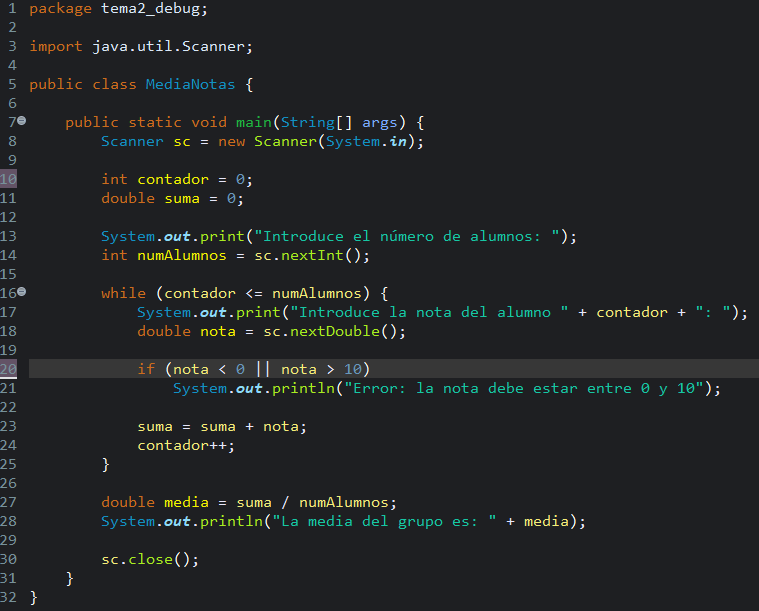 1 package tema2_debug;
2
3 import java.util.Scanner;
4
5 public class MediaNotas {
6
7     public static void main(String[] args) {
8         Scanner sc = new Scanner(System.in);
9
10         int contador = 0;
11         double suma = 0;
12
13         System.out.print("Introduce el número de alumnos: ");
14         int numAlumnos = sc.nextInt();
15
16         while (contador <= numAlumnos) {
17             System.out.print("Introduce la nota del alumno " + contador + ": ");
18             double nota = sc.nextDouble();
19
20             if (nota < 0 || nota > 10)
21                 System.out.println("Error: la nota debe estar entre 0 y 10");
22
23             suma = suma + nota;
24             contador++;
25         }
26
27         double media = suma / numAlumnos;
28         System.out.println("La media del grupo es: " + media);
29
30         sc.close();
31     }
32 }